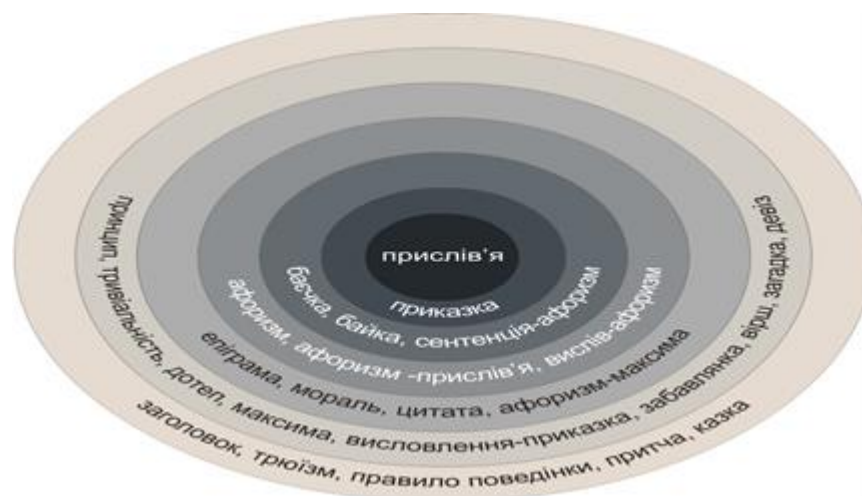 прислів’я
приказка
баєчка, байка, сентенція-афоризм
афоризм, афоризм -прислів’я, вислів-афоризм
епіграма, мораль, цитата, афоризм-максима
принцип, тривіальність, дотеп, максима, висловлення-приказка, забавлянка, вірш, загадка, девіз
заголовок, трюїзм, правило поведінки, притча, казка